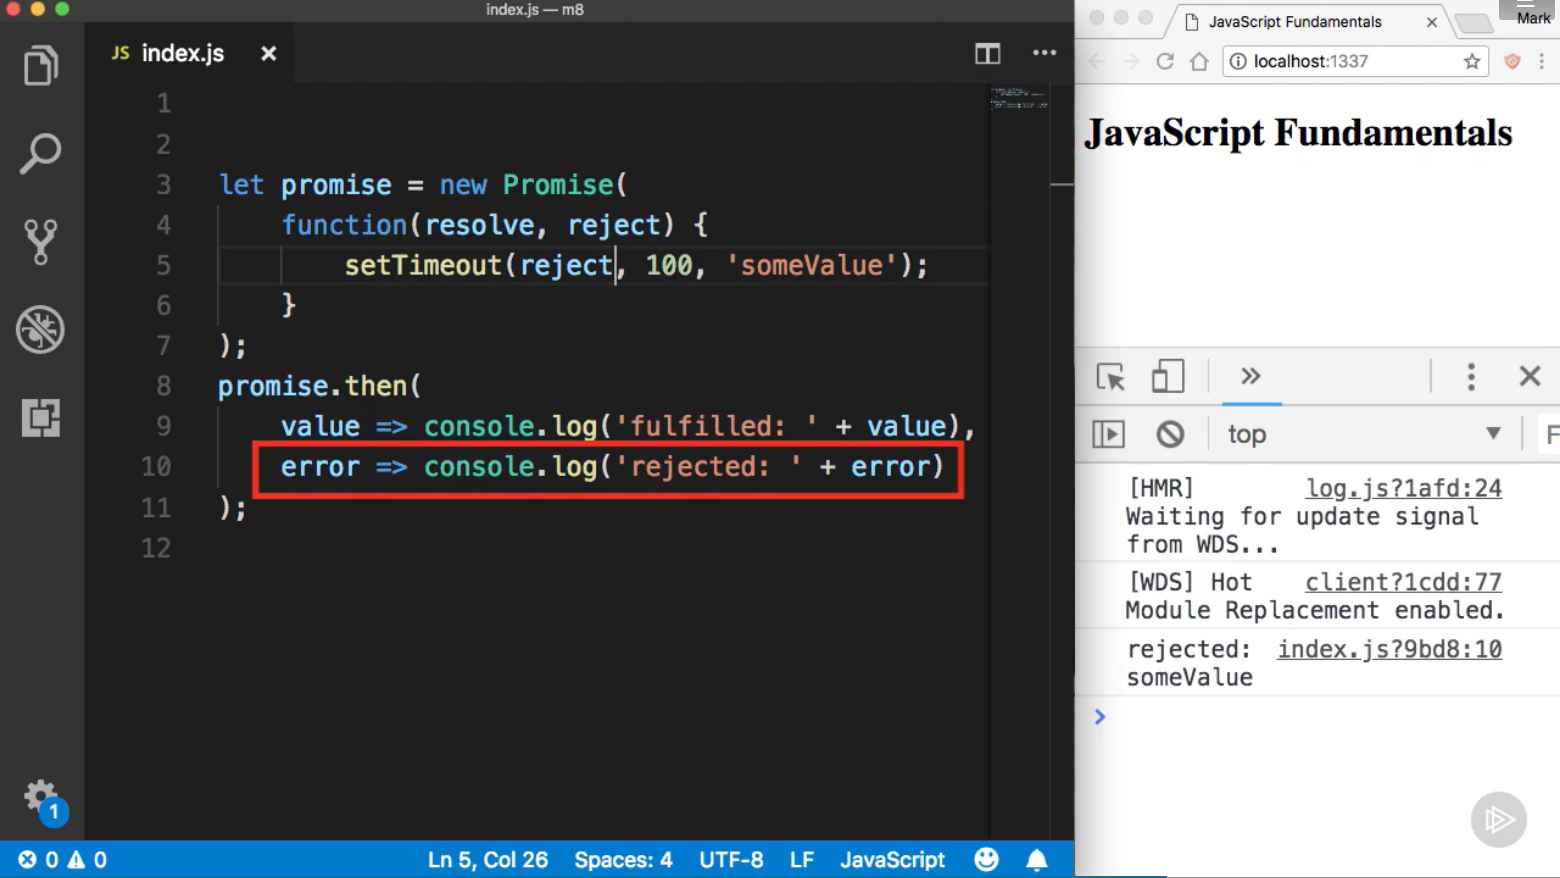 index.js — m8
JS index.js
1
2
3 let promise = new Promise(
4 function(resolve, reject) {
5 setTimeout(reject, 100, 'someValue');
6 }
7 );
8 promise.then(
9 value => console.log('fulfilled: ' + value),
10 error => console.log('rejected: ' + error)
11 );
12
1
0 0 Ln 5, Col 26 Spaces: 4 UTF-8 LF JavaScript
JavaScript Fundamentals
Mark
localhost:1337
JavaScript Fundamentals
top
F
[HMR] log.js?1afd:24
Waiting for update signal
from WDS...
[WDS] Hot client?1cdd:77
Module Replacement enabled.
rejected: index.js?9bd8:10
someValue